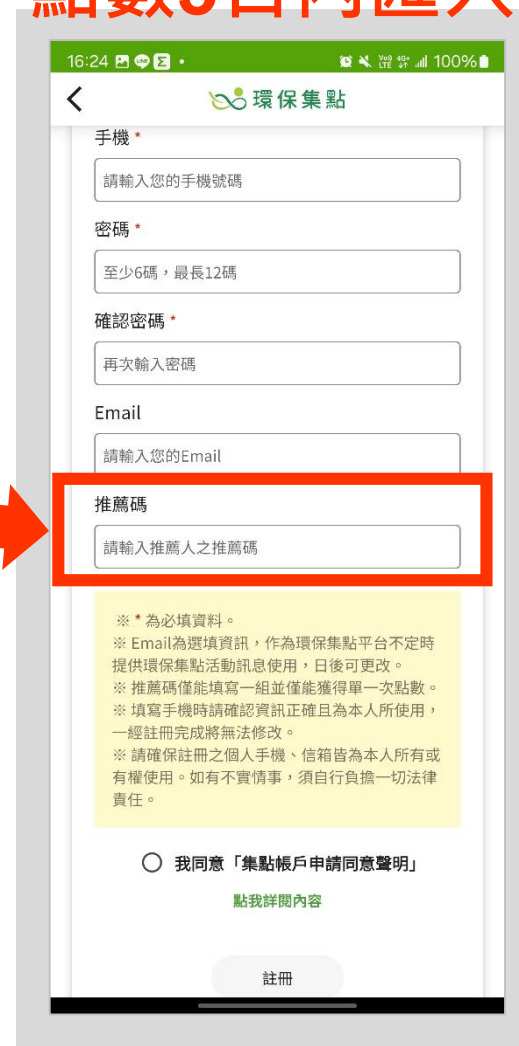 點數5日內匯入
16:24
100%
環保集點
手機 *
請輸入您的手機號碼
密碼 *
至少6碼，最長12碼
確認密碼 *
再次輸入密碼
Email
請輸入您的Email
推薦碼
請輸入推薦人之推薦碼
※ * 為必填資料。
※ Email為選填資訊，作為環保集點平台不定時
提供環保集點活動訊息使用，日後可更改。
※ 推薦碼僅能填寫一組並僅能獲得單一次點數。
※ 填寫手機時請確認資訊正確且為本人所使用，
一經註冊完成將無法修改。
※ 請確保註冊之個人手機、信箱皆為本人所有或
有權使用。如有不實情事，須自行負擔一切法律
責任。
我同意「集點帳戶申請同意聲明」
點我詳閱內容
註冊